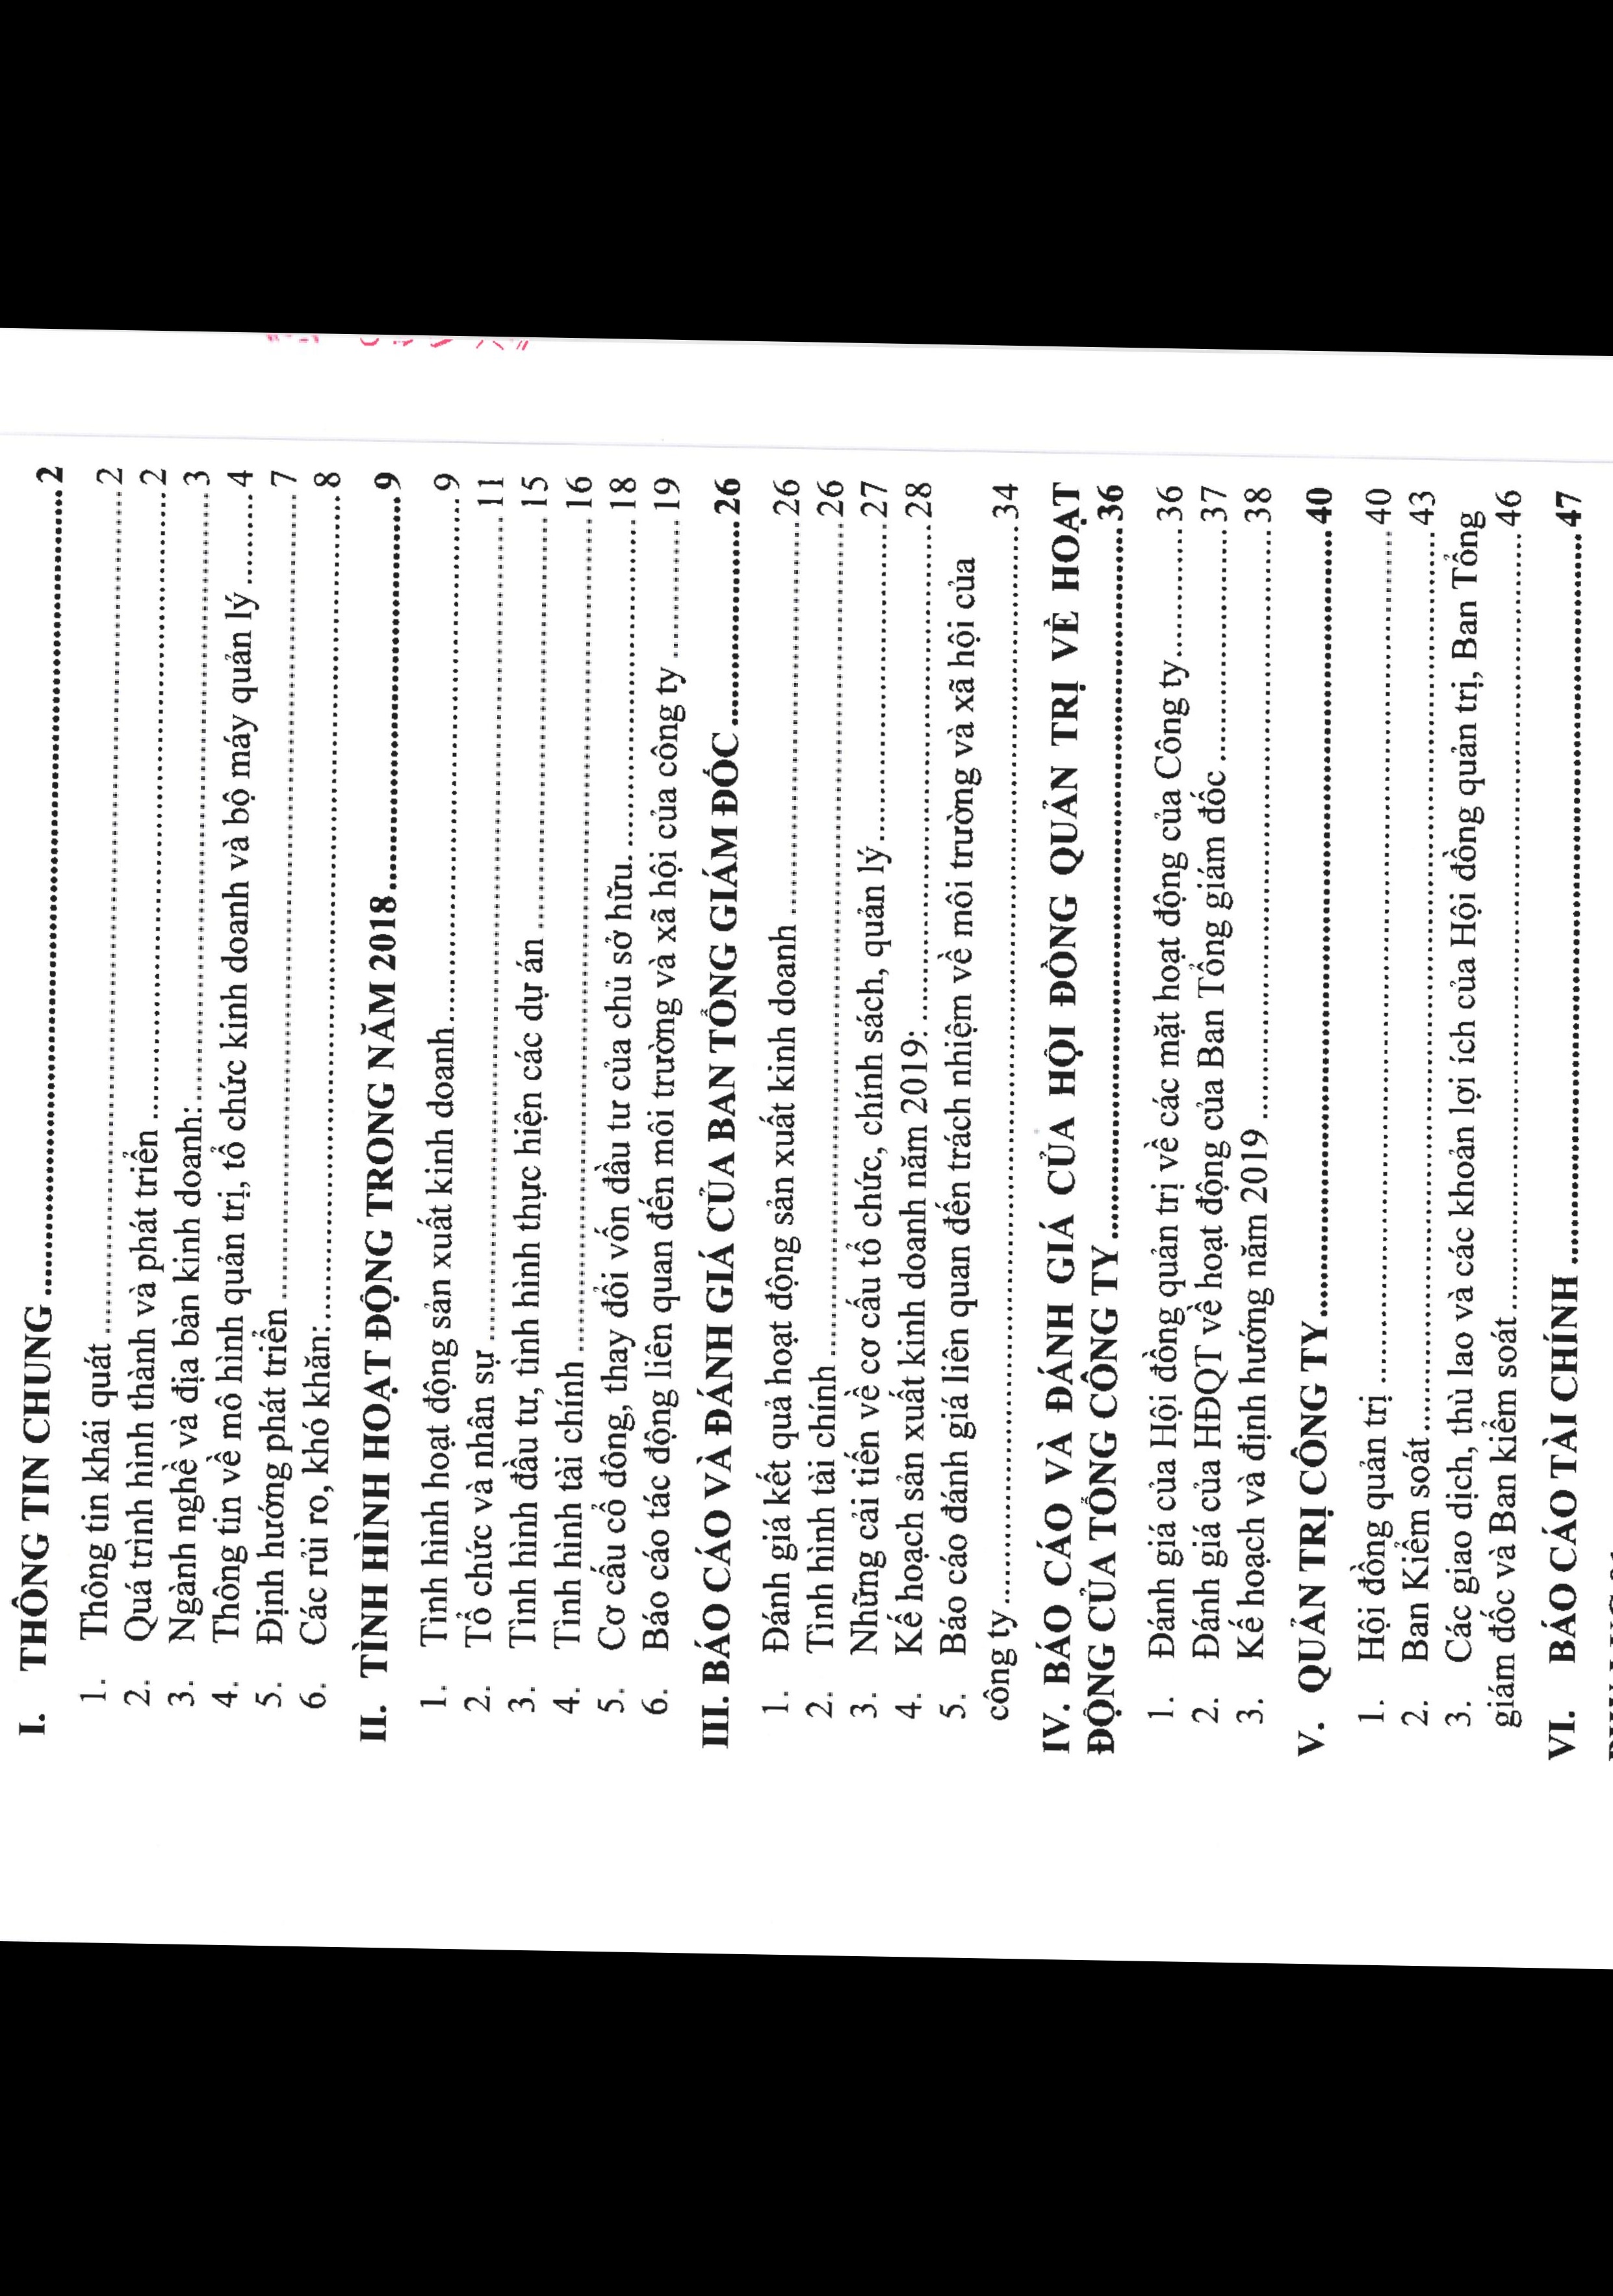 I. THÔNG TIN CHUNG........................................2
1. Thông tin khái quát........................................2
2. Quá trình hình thành và phát triển........................................2
3. Ngành nghề và địa bàn kinh doanh:........................................3
4. Thông tin về mô hình quản trị, tổ chức kinh doanh và bộ máy quản lý..........4
5. Định hướng phát triển........................................7
6. Các rủi ro, khó khăn:........................................8
II. TÌNH HÌNH HOẠT ĐỘNG TRONG NĂM 2018........................................9
1. Tình hình hoạt động sản xuất kinh doanh........................................9
2. Tổ chức và nhân sự........................................11
3. Tình hình đầu tư, tình hình thực hiện các dự án........................................15
4. Tình hình tài chính........................................16
5. Cơ cấu cổ đông, thay đổi vốn đầu tư của chủ sở hữu.........................18
6. Báo cáo tác động liên quan đến môi trường và xã hội của công ty ..............19
III. BÁO CÁO VÀ ĐÁNH GIÁ CỦA BAN TỔNG GIÁM ĐỐC.....................26
1. Đánh giá kết quả hoạt động sản xuất kinh doanh........................................26
2. Tình hình tài chính........................................26
3. Những cải tiến về cơ cấu tổ chức, chính sách, quản lý..............................27
4. Kế hoạch sản xuất kinh doanh năm 2019:........................................28
5. Báo cáo đánh giá liên quan đến trách nhiệm về môi trường và xã hội của
công ty........................................34
IV. BÁO CÁO VÀ ĐÁNH GIÁ CỦA HỘI ĐỒNG QUẢN TRỊ VỀ HOẠT
ĐỘNG CỦA TỔNG CÔNG TY........................................36
1. Đánh giá của Hội đồng quản trị về các mặt hoạt động của Công ty............36
2. Đánh giá của HĐQT về hoạt động của Ban Tổng giám đốc......................37
3. Kế hoạch và định hướng năm 2019........................................38
V. QUẢN TRỊ CÔNG TY........................................40
1. Hội đồng quản trị........................................40
2. Ban Kiểm soát........................................43
3. Các giao dịch, thù lao và các khoản lợi ích của Hội đồng quản trị, Ban Tổng
giám đốc và Ban kiểm soát........................................46
VI. BÁO CÁO TÀI CHÍNH........................................47